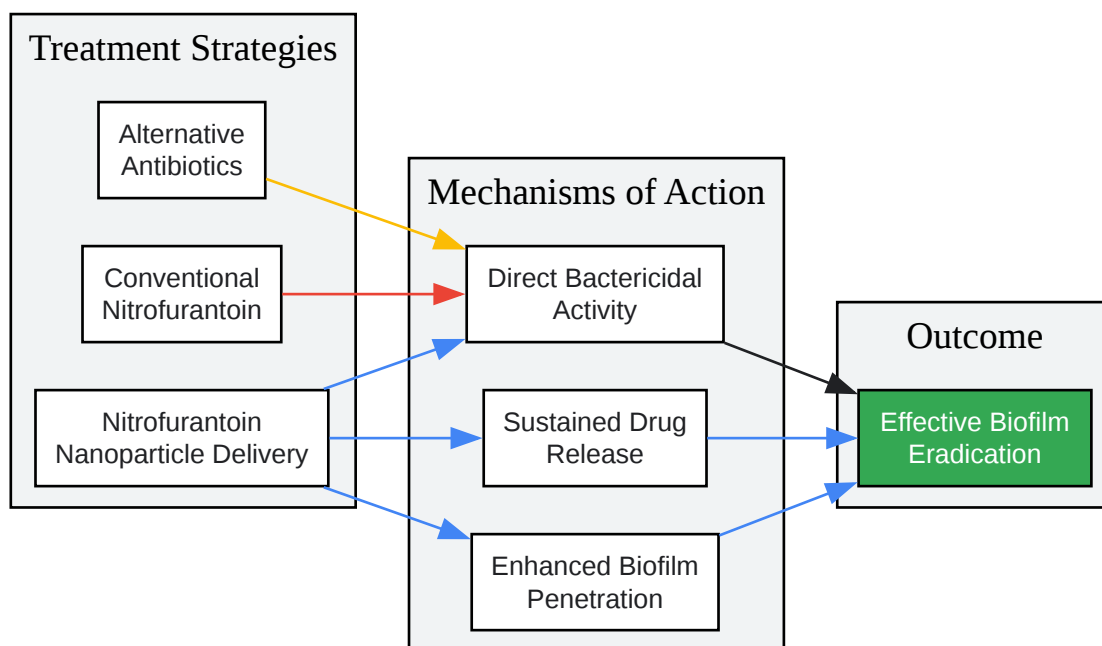 Treatment Strategies
Alternative
Antibiotics
Conventional
Nitrofurantoin
Nitrofurantoin
Nanoparticle Delivery
Mechanisms of Action
Direct Bactericidal
Activity
Sustained Drug
Release
Enhanced Biofilm
Penetration
Outcome
Effective Biofilm
Eradication